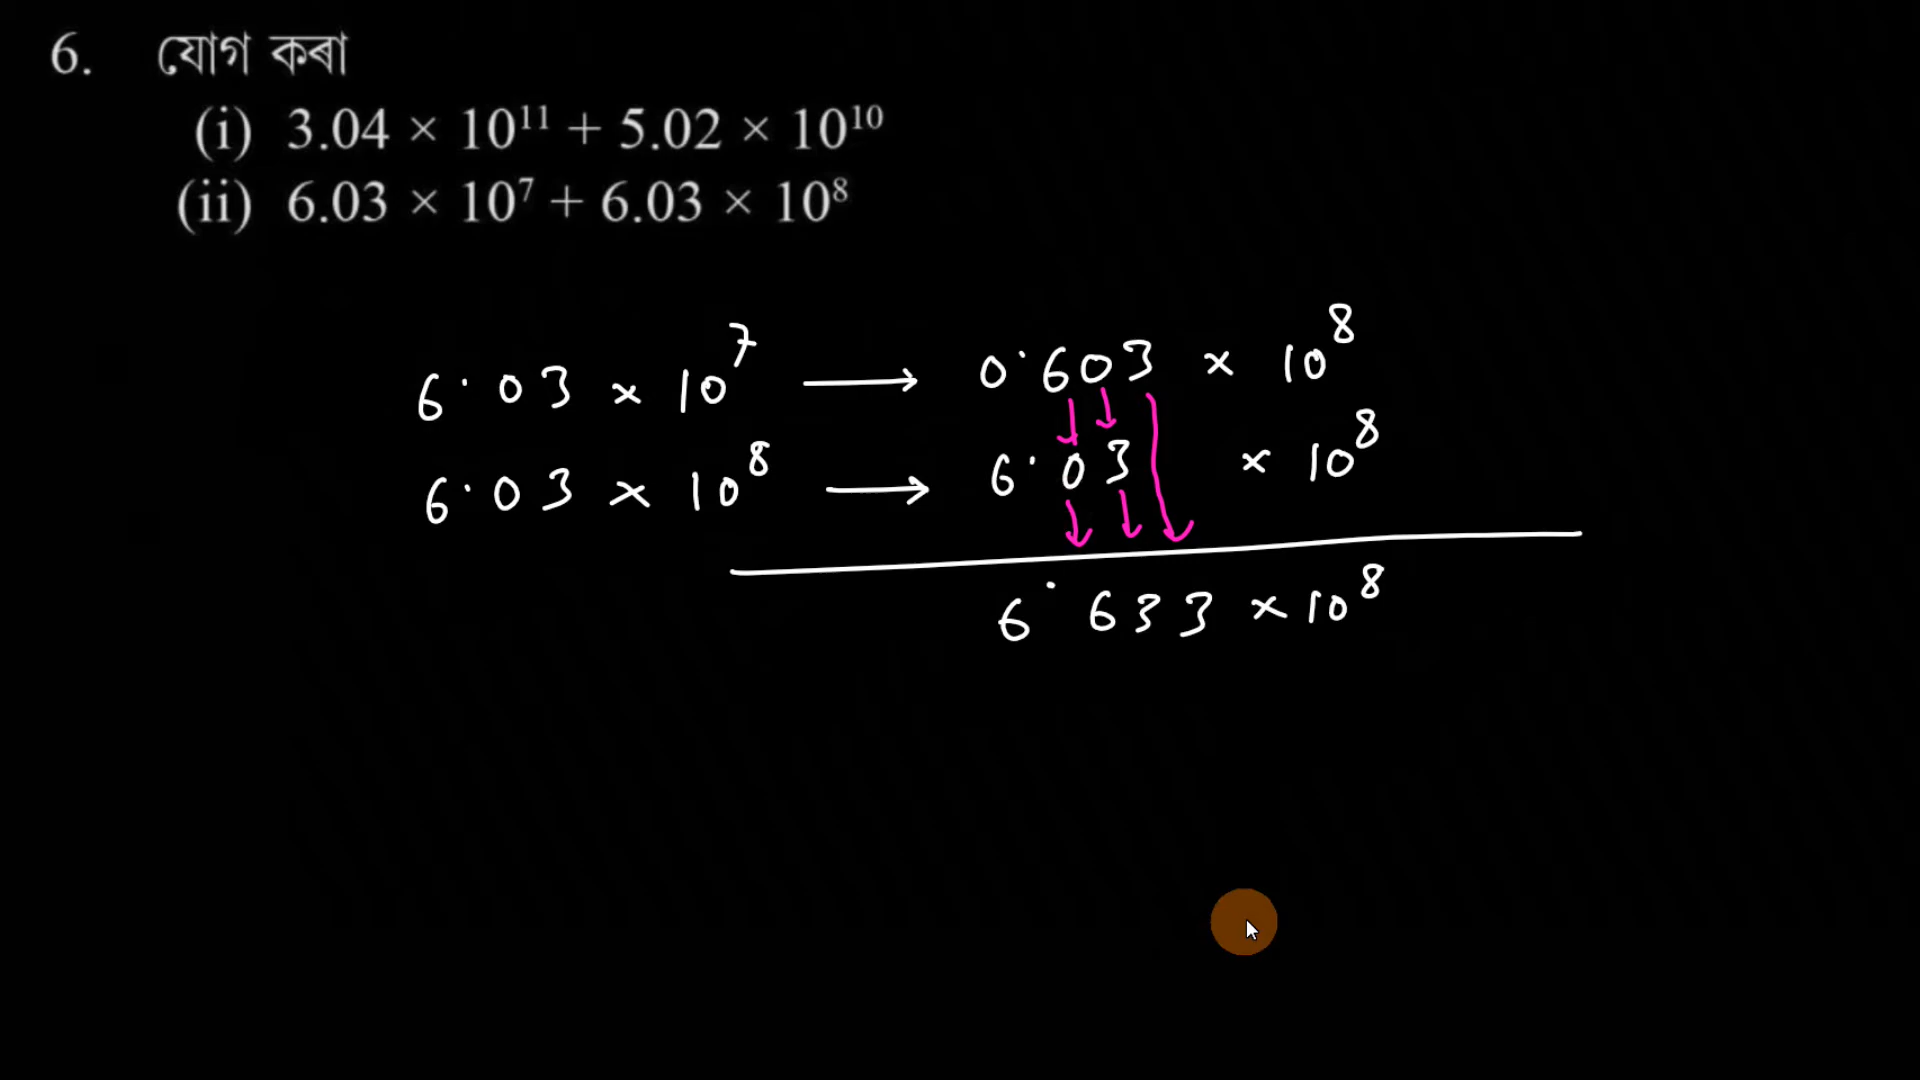 6. যোগ কৰা
(i) 3.04 × 10¹¹ + 5.02 × 10¹⁰
(ii) 6.03 × 10⁷ + 6.03 × 10⁸
6.03 × 10⁷ → 0.603 × 10⁸
6.03 × 10⁸ → 6.03 × 10⁸
6.633 × 10⁸